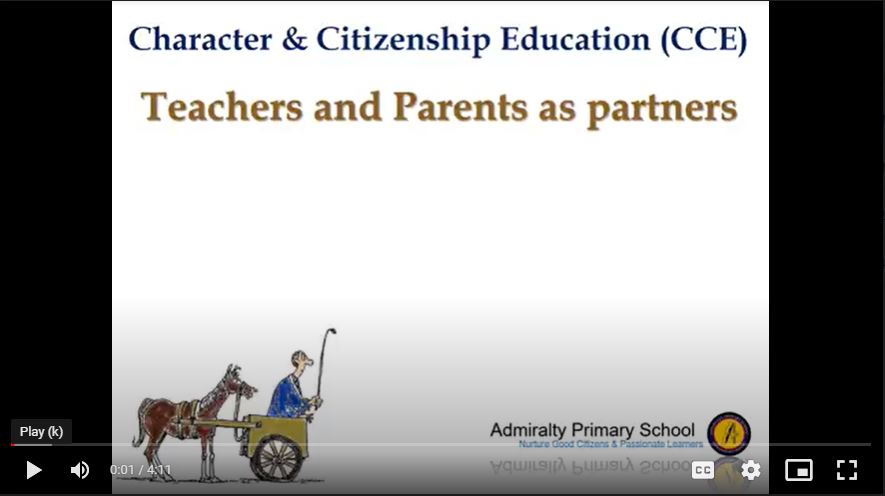 Character & Citizenship Education (CCE)
Teachers and Parents as partners
Admiralty Primary School
Nurture Good Citizens & Passionate Learners
Play (k)
0:01 / 4:11
CC